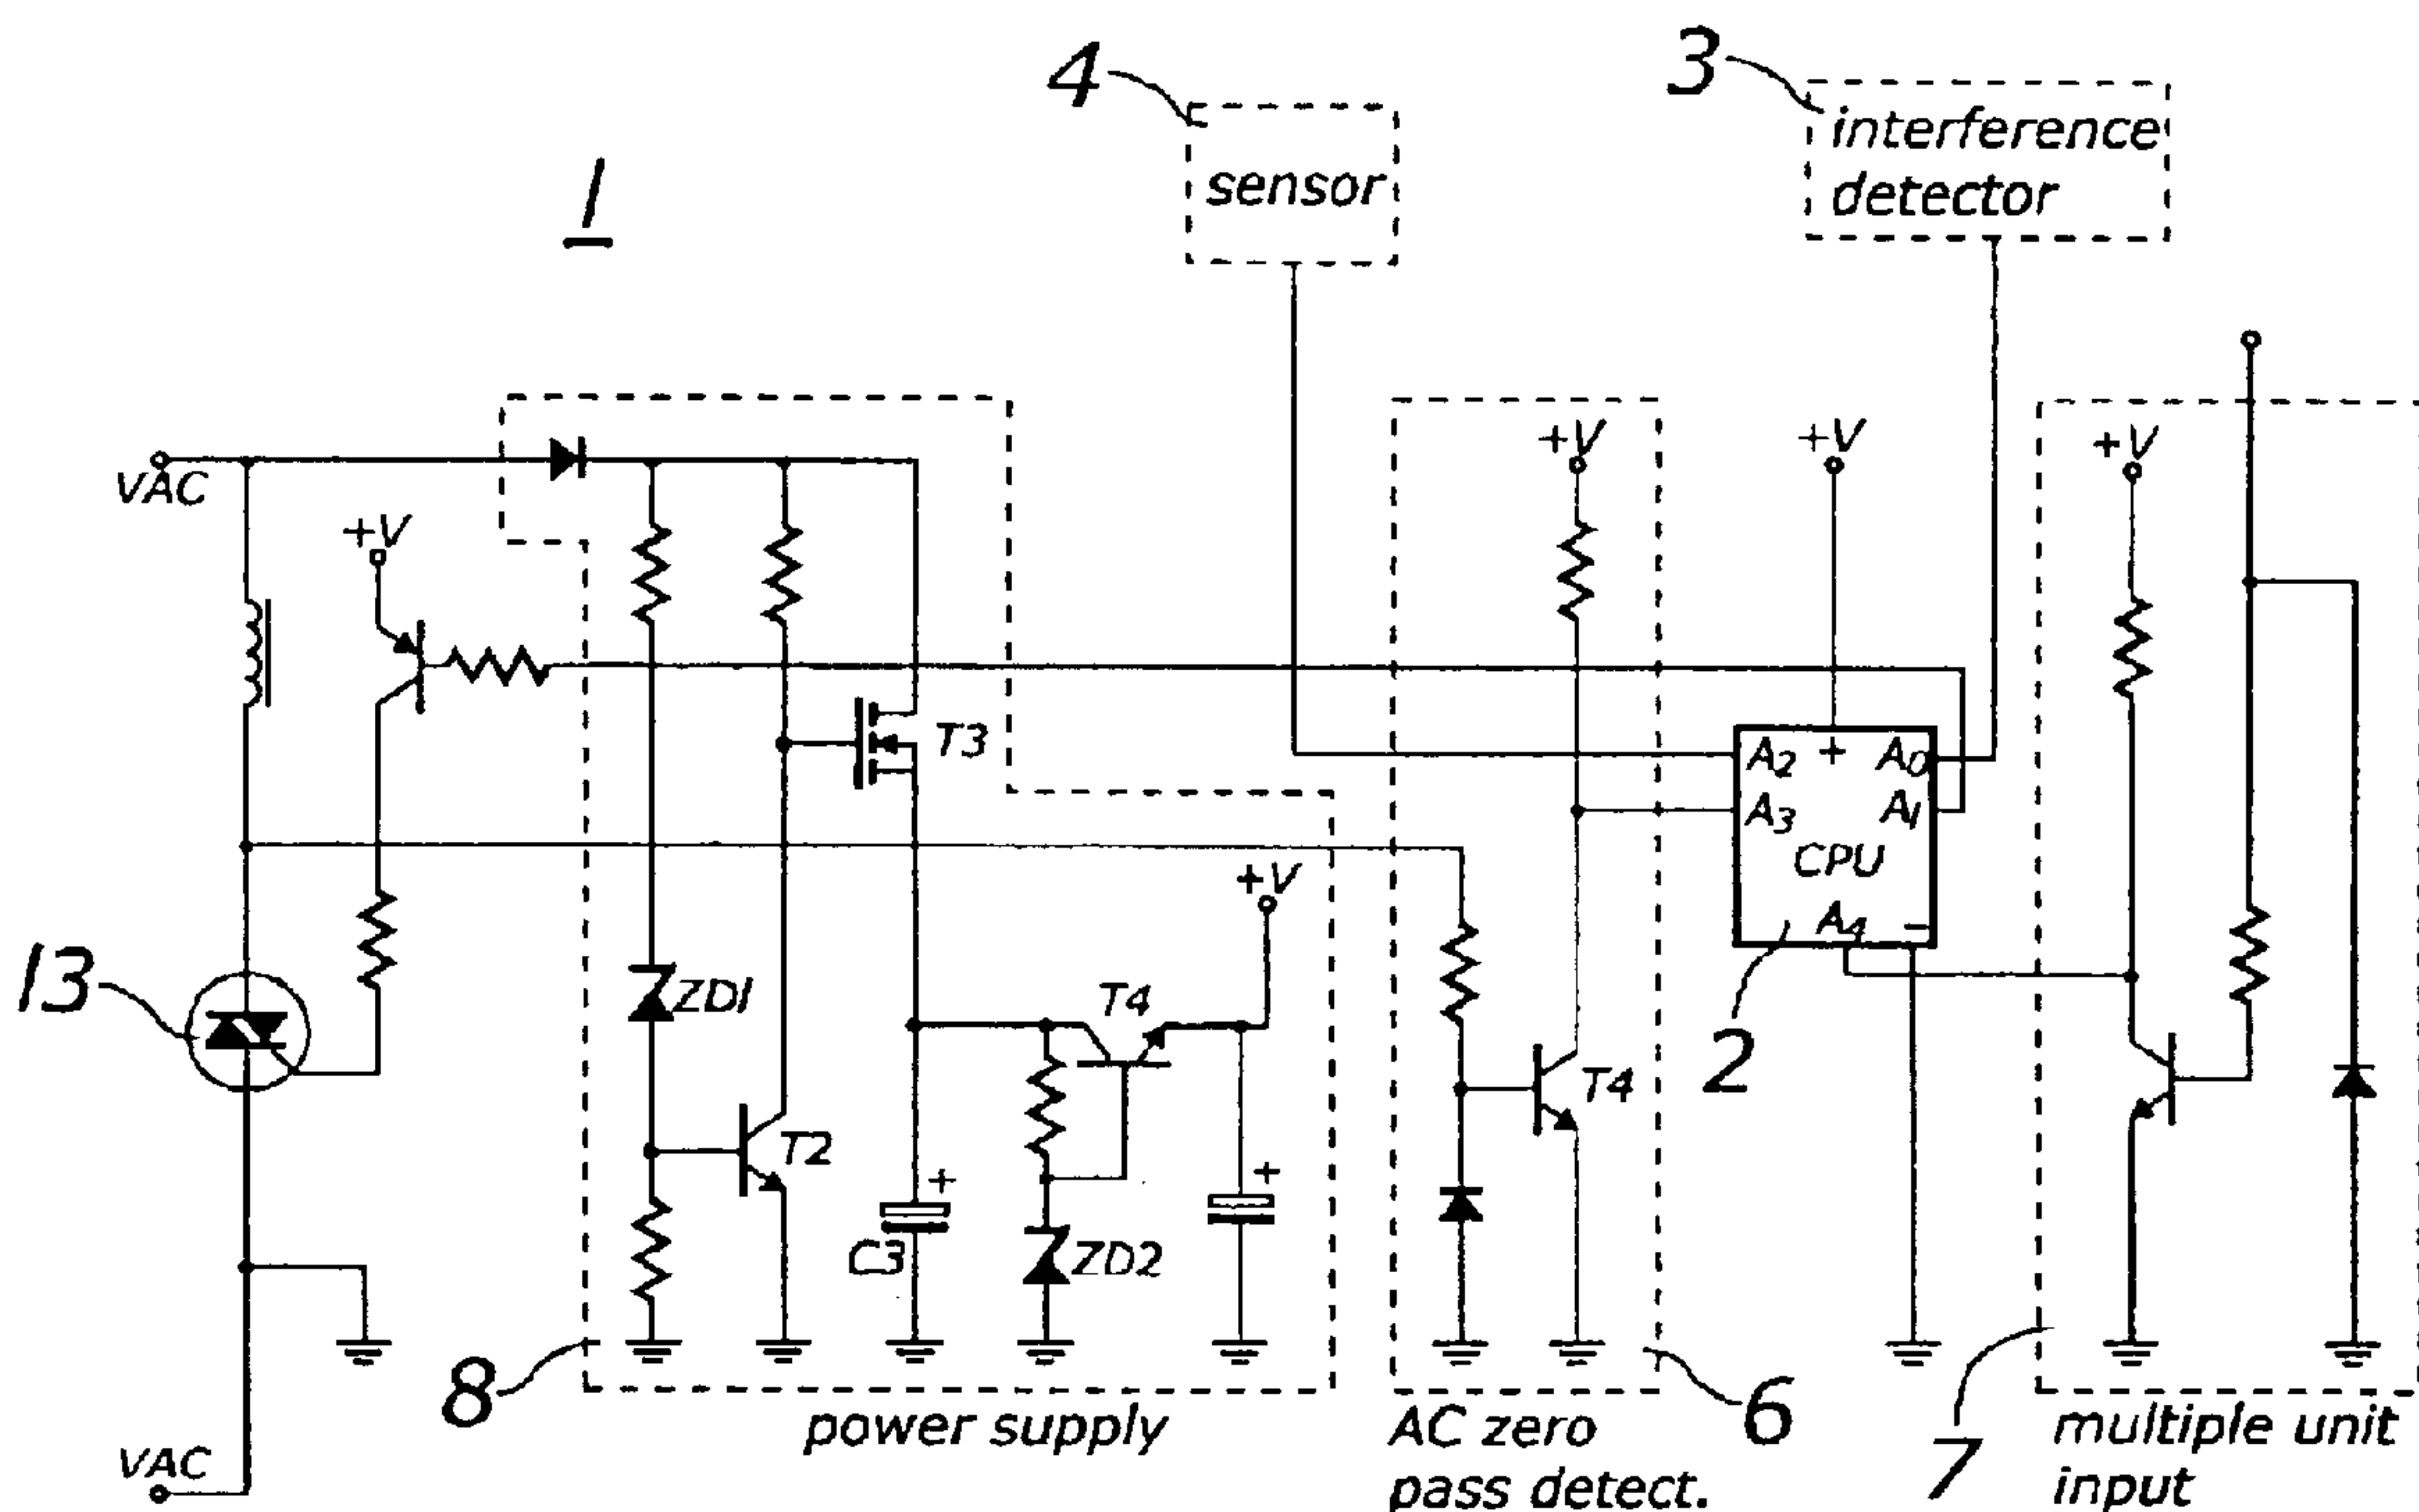 1
4
sensor
3
interference
detector
VAC
+V
+V
+V
+V
T3
A2
+
A0
A3
A1
CPU
A4
-
2
+V
13
ZD1
T4
T4
T2
+
C3
ZD2
+
8
power supply
6
AC zero
pass detect.
7
multiple unit
input
VAC